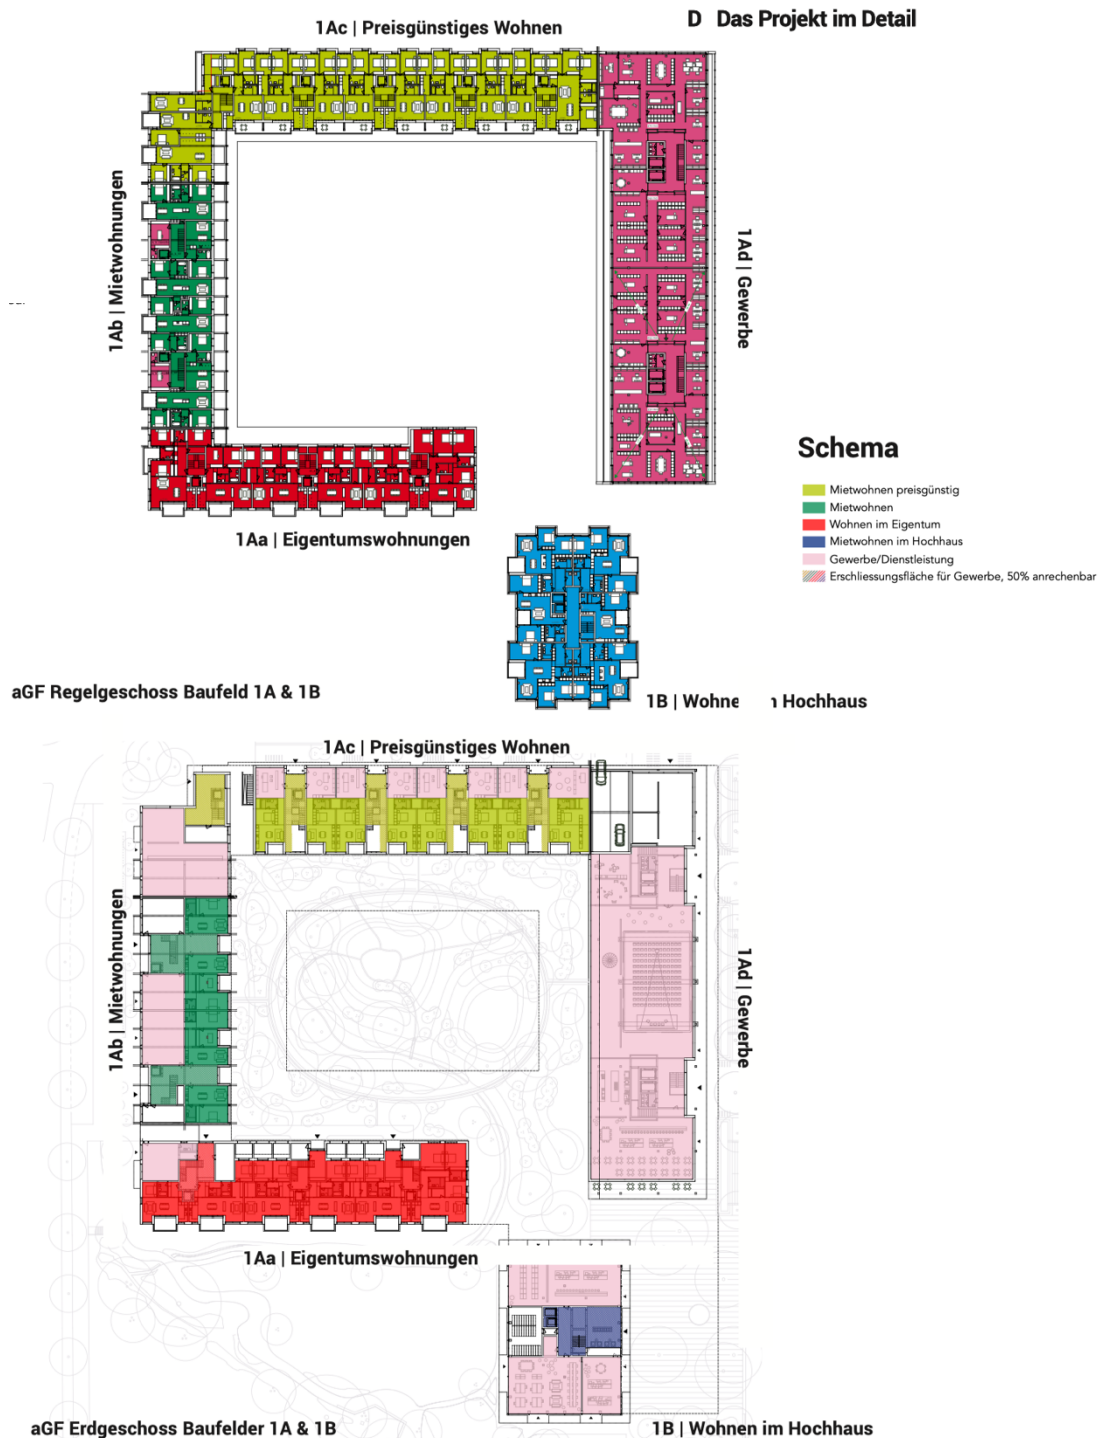 D Das Projekt im Detail
1Ac | Preisgünstiges Wohnen
1Ab | Mietwohnungen
1Ad | Gewerbe
1Aa | Eigentumswohnungen
Schema
Mietwohnen preisgünstig
Mietwohnen
Wohnen im Eigentum
Mietwohnen im Hochhaus
Gewerbe/Dienstleistung
Erschliessungsfläche für Gewerbe, 50% anrechenbar
aGF Regelgeschoss Baufeld 1A & 1B
1B | Wohne Hochhaus
1Ac | Preisgünstiges Wohnen
1Ab | Mietwohnungen
1Ad | Gewerbe
1Aa | Eigentumswohnungen
aGF Erdgeschoss Baufelder 1A & 1B
1B | Wohnen im Hochhaus